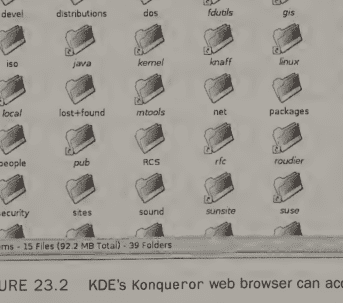 devel distributions dos fdutils gis
iso java kernel knaff linux
local lost+found mtools net packages
people pub RCS rfc roudier
security sites sound sunsite suse
ms - 15 Files (92.2 MB Total) - 39 Folders
URE 23.2 KDE's Konqueror web browser can acc